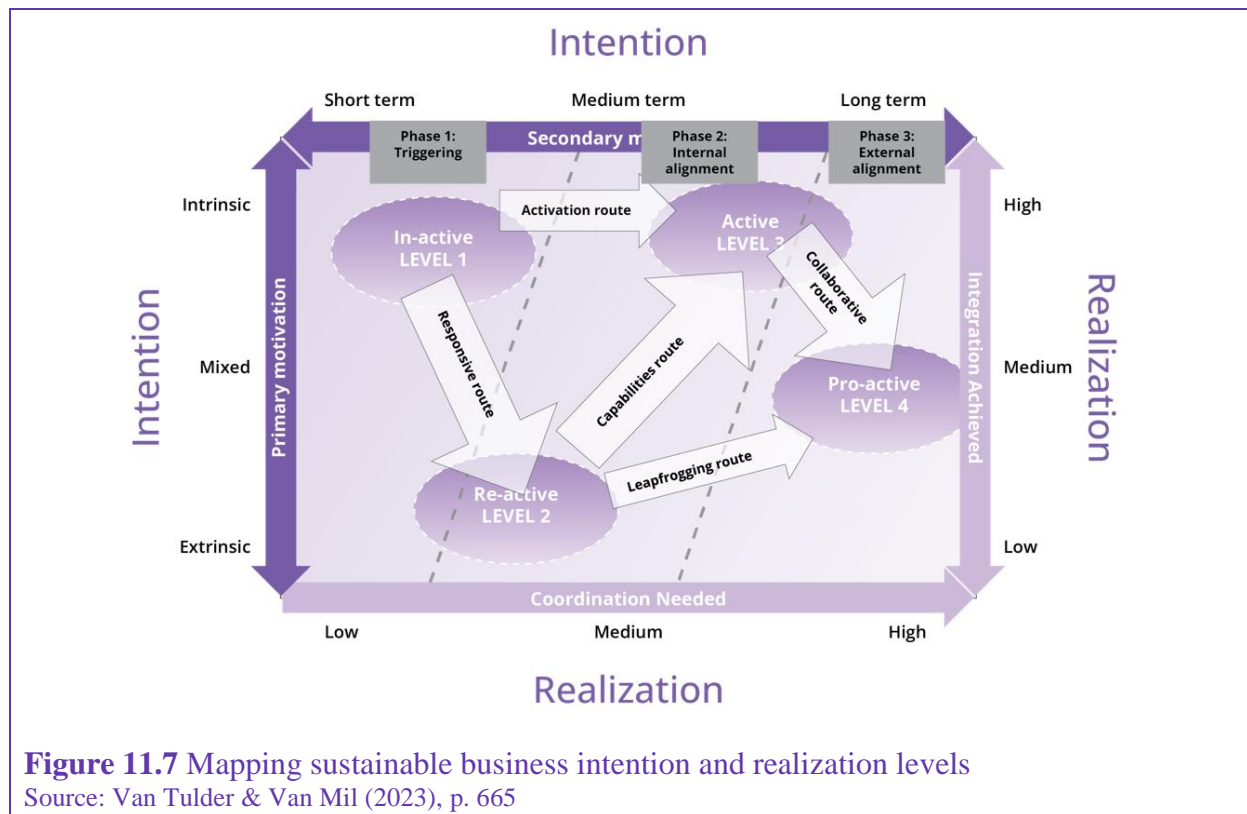 Intention
Short term
Medium term
Long term
Phase 1:
Triggering
Secondary m
Phase 2:
Internal
alignment
Phase 3:
External
alignment
Intention
Primary motivation
Intrinsic
Mixed
Extrinsic
In-active
LEVEL 1
Activation route
Active
LEVEL 3
Responsive route
Capabilities route
Collaborative
route
Re-active
LEVEL 2
Leapfrogging route
Pro-active
LEVEL 4
Integration Achieved
High
Medium
Low
Realization
Coordination Needed
Low
Medium
High
Realization
Figure 11.7 Mapping sustainable business intention and realization levels
Source: Van Tulder & Van Mil (2023), p. 665